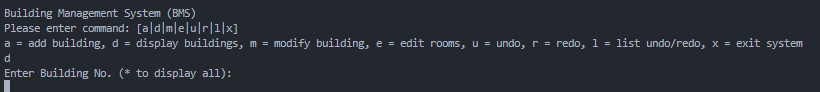 Building Management System (BMS)
Please enter command: [a|d|m|e|u|r|l|x]
a = add building, d = display buildings, m = modify building, e = edit rooms, u = undo, r = redo, l = list undo/redo, x = exit system
d
Enter Building No. (* to display all):